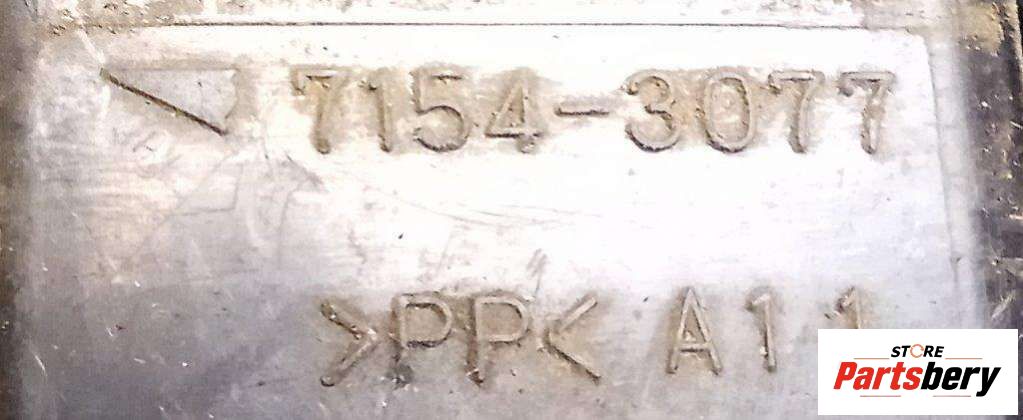 7154-3077
>PP< A11
STORE
Partsbery